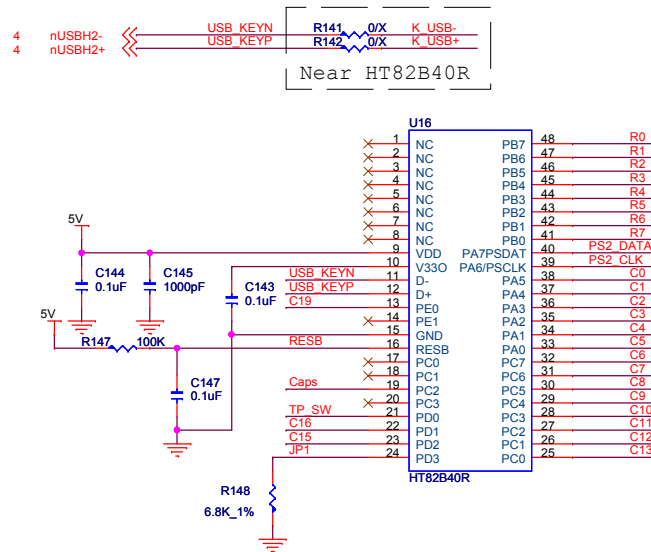 4 nUSBH2- USB_KEYN R141 0/X K_USB-
4 nUSBH2+ USB_KEYP R142 0/X K_USB+
Near HT82B40R
U16
1 NC PB7 48 R0
2 NC PB6 47 R1
3 NC PB5 46 R2
4 NC PB4 45 R3
5 NC PB3 44 R4
6 NC PB2 43 R5
7 NC PB1 42 R6
8 NC PB0 41 R7
5V
9 VDD PA7PSDAT 40 PS2_DATA
10 V33O PA6/PSCLK 39 PS2_CLK
USB_KEYN 11 D- PA5 38 C0
USB_KEYP 12 D+ PA4 37 C1
C19 13 PE0 PA3 36 C2
14 PE1 PA2 35 C3
15 GND PA1 34 C4
RESB 16 RESB PA0 33 C5
17 PC0 PC7 32 C6
18 PC1 PC6 31 C7
Caps 19 PC2 PC5 30 C8
20 PC3 PC4 29 C9
TP_SW 21 PD0 PC3 28 C10
C16 22 PD1 PC2 27 C11
C15 23 PD2 PC1 26 C12
JP1 24 PD3 PC0 25 C13
HT82B40R
C144
0.1uF
C145
1000pF
C143
0.1uF
5V
R147 100K
C147
0.1uF
R148
6.8K_1%